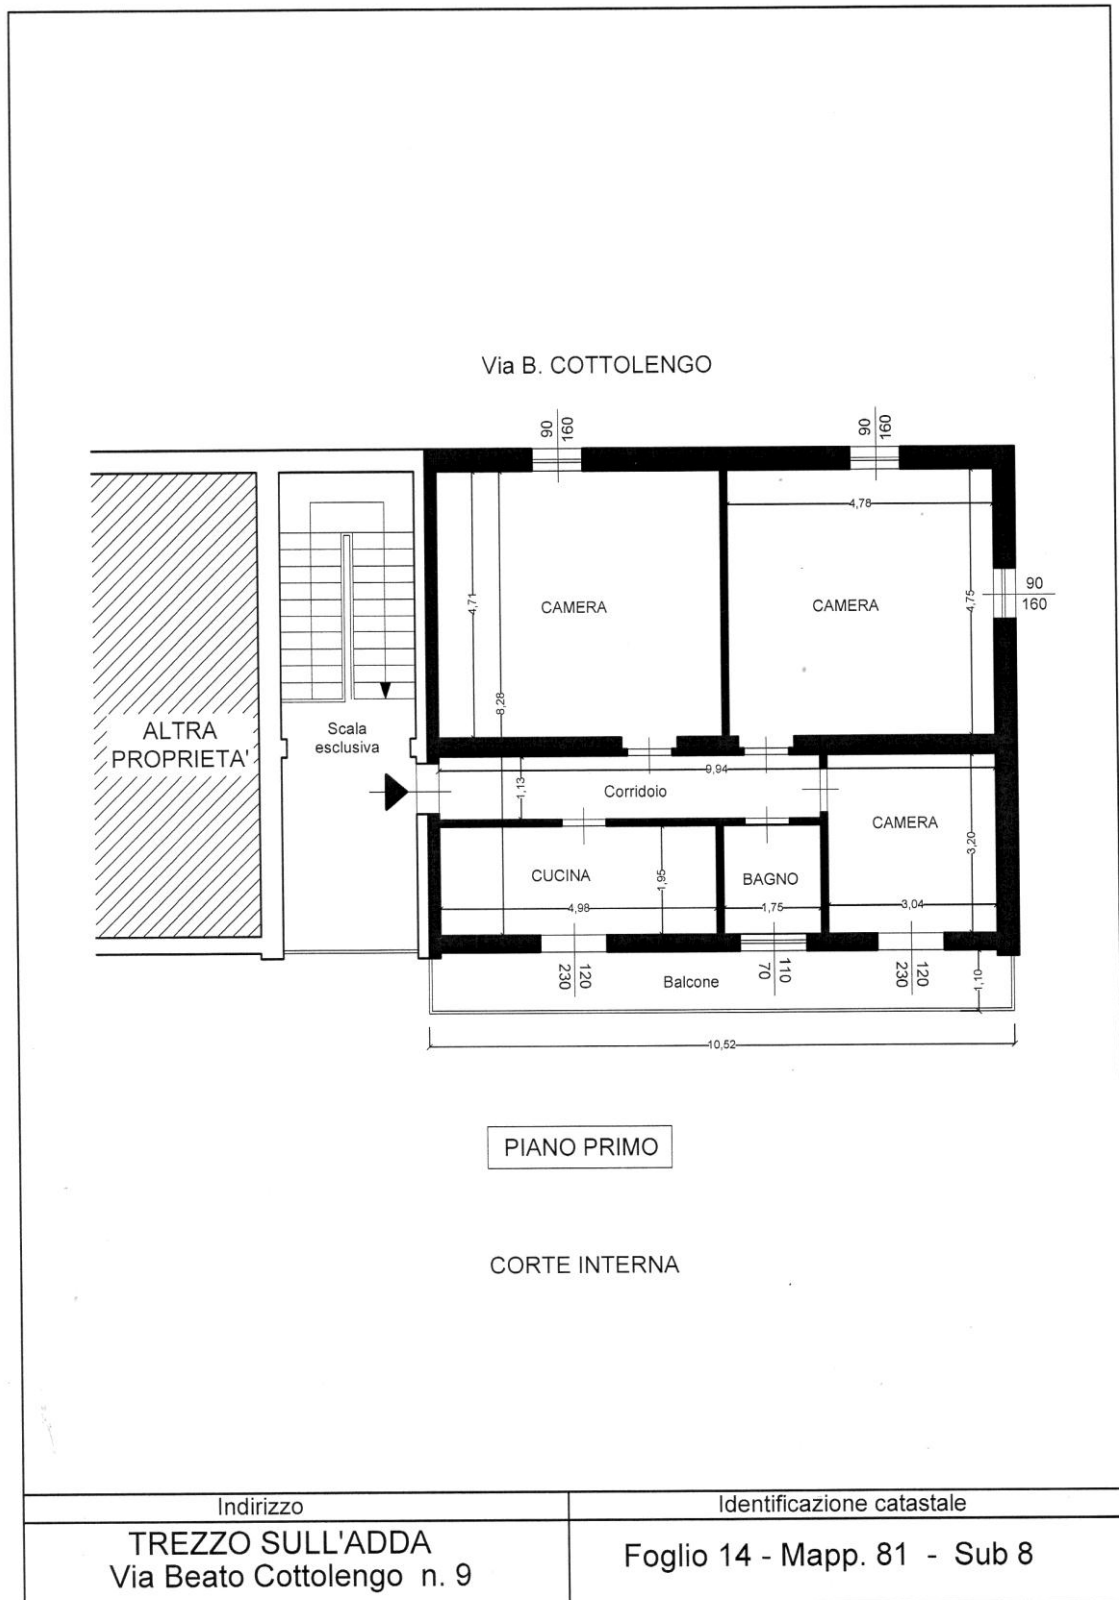 Via B. COTTOLENGO
90
160
90
160
4,78
90
160
4,71
CAMERA
CAMERA
4,75
8,28
ALTRA
PROPRIETA'
Scala
esclusiva
9,94
1,13
Corridoio
CAMERA
3,20
CUCINA
1,95
BAGNO
4,98
1,75
3,04
230
120
Balcone
70
110
230
120
1,10
10,52
PIANO PRIMO
CORTE INTERNA
Indirizzo
Identificazione catastale
TREZZO SULL'ADDA
Via Beato Cottolengo n. 9
Foglio 14 - Mapp. 81 - Sub 8